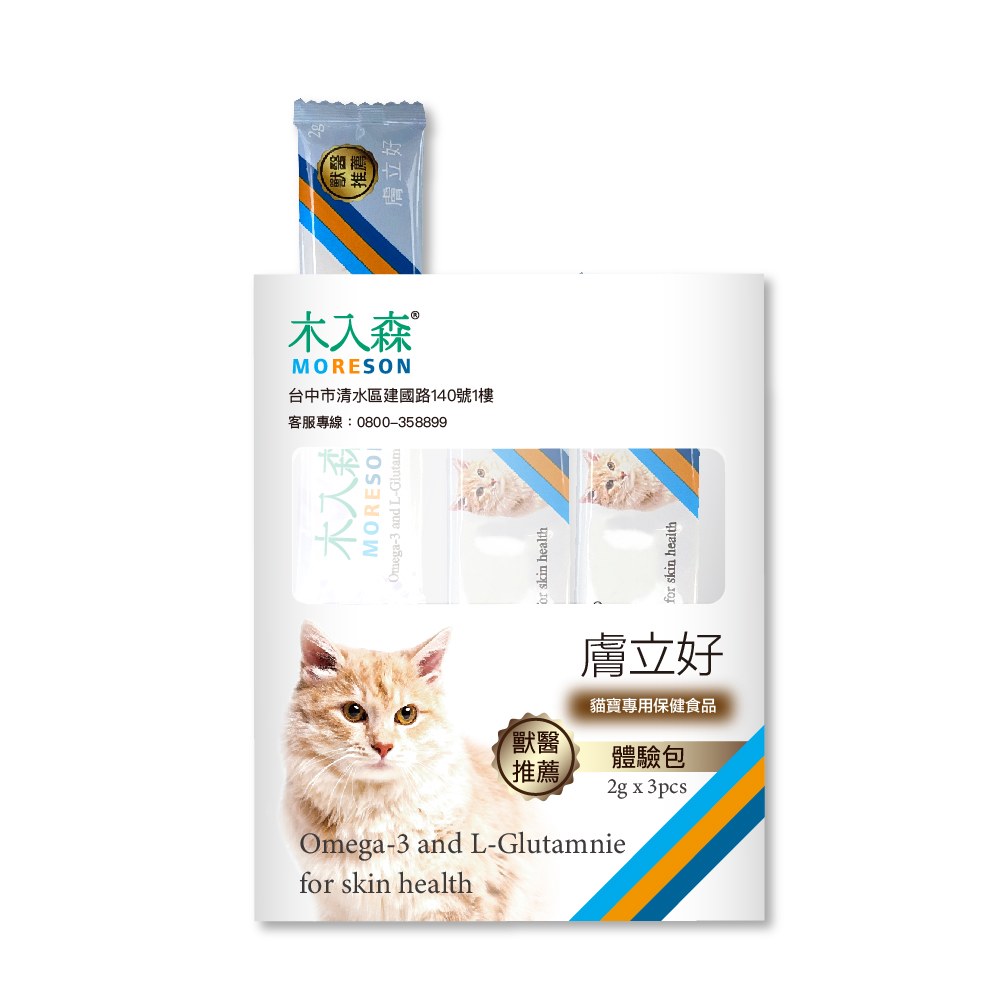 2g
獸醫
推薦
膚立好
木入森®
MORESON
台中市清水區建國路140號1樓
客服專線：0800-358899
木入森
MORESO
Omega-3 and L-Glutam
for skin health
for skin health
膚立好
貓寶專用保健食品
獸醫
推薦
體驗包
2g x 3pcs
Omega-3 and L-Glutamnie
for skin health